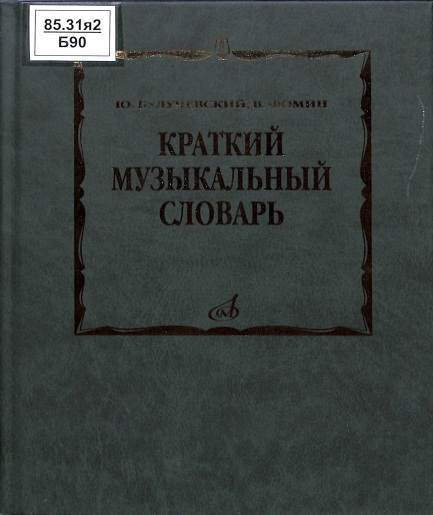 85.31я2
Б90
Ю. БУЛУЧЕВСКИЙ, В. ФОМИН
КРАТКИЙ
МУЗЫКАЛЬНЫЙ
СЛОВАРЬ